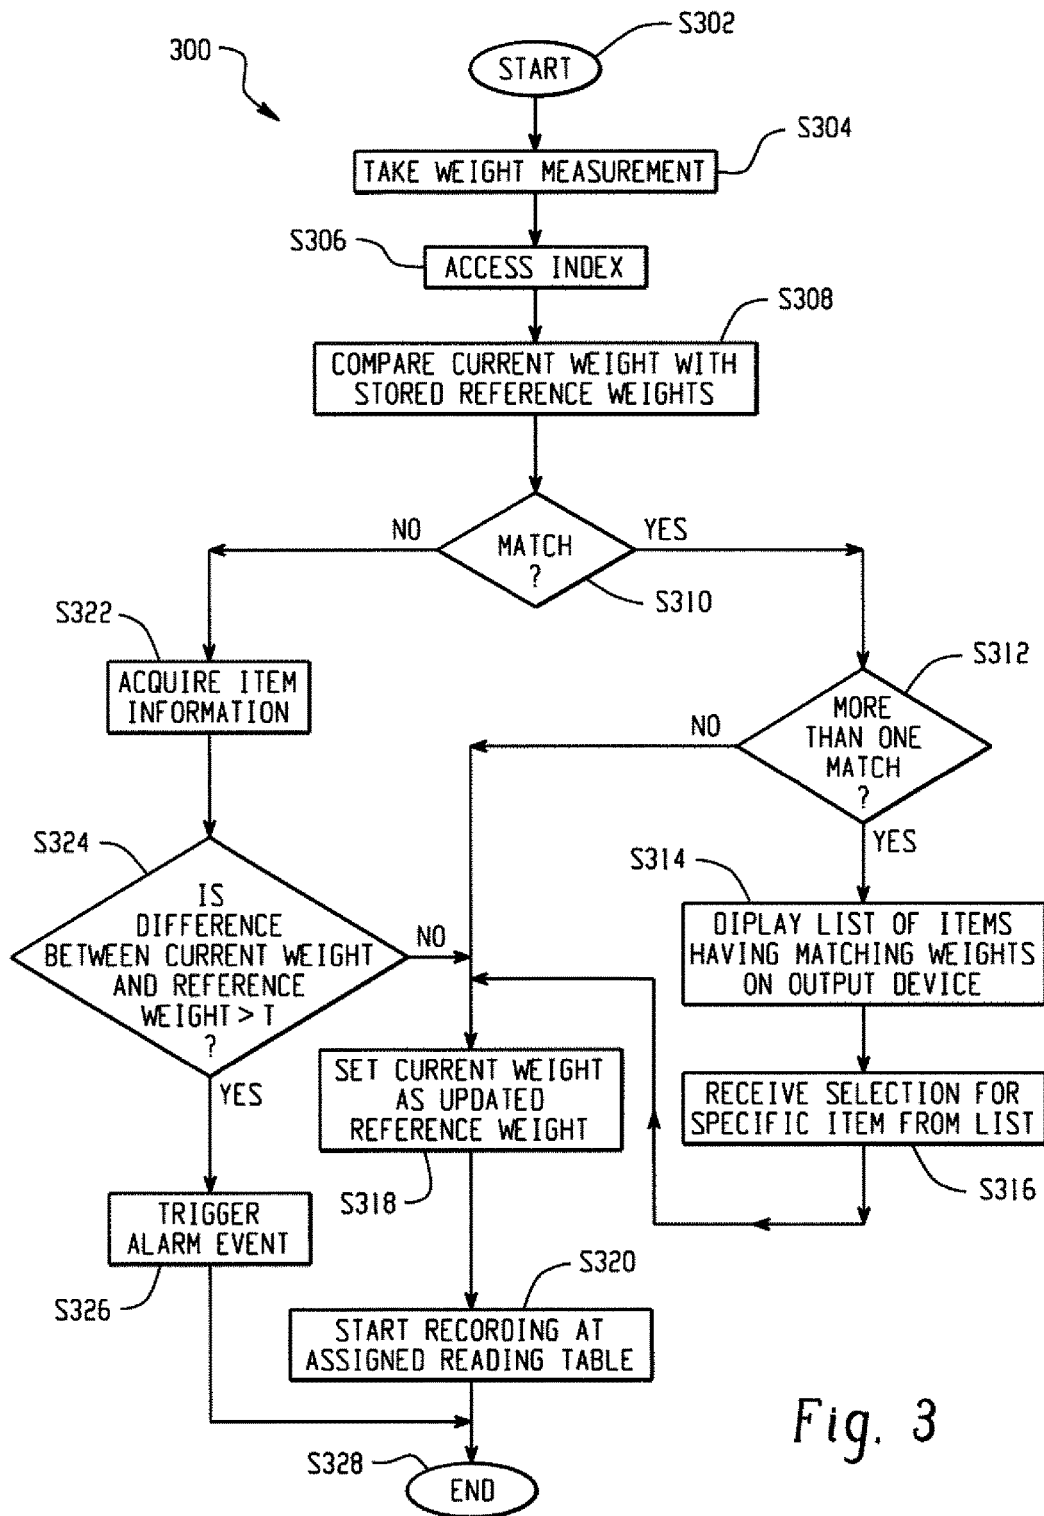 300
S302
START
S304
TAKE WEIGHT MEASUREMENT
S306
ACCESS INDEX
S308
COMPARE CURRENT WEIGHT WITH
STORED REFERENCE WEIGHTS
NO
MATCH
?
YES
S310
S322
ACQUIRE ITEM
INFORMATION
S312
MORE
THAN ONE
MATCH
?
NO
YES
S324
IS
DIFFERENCE
BETWEEN CURRENT WEIGHT
AND REFERENCE
WEIGHT > T
?
NO
YES
S314
DIPLAY LIST OF ITEMS
HAVING MATCHING WEIGHTS
ON OUTPUT DEVICE
SET CURRENT WEIGHT
AS UPDATED
REFERENCE WEIGHT
S318
RECEIVE SELECTION FOR
SPECIFIC ITEM FROM LIST
S316
TRIGGER
ALARM EVENT
S326
S320
START RECORDING AT
ASSIGNED READING TABLE
S328
END
Fig. 3